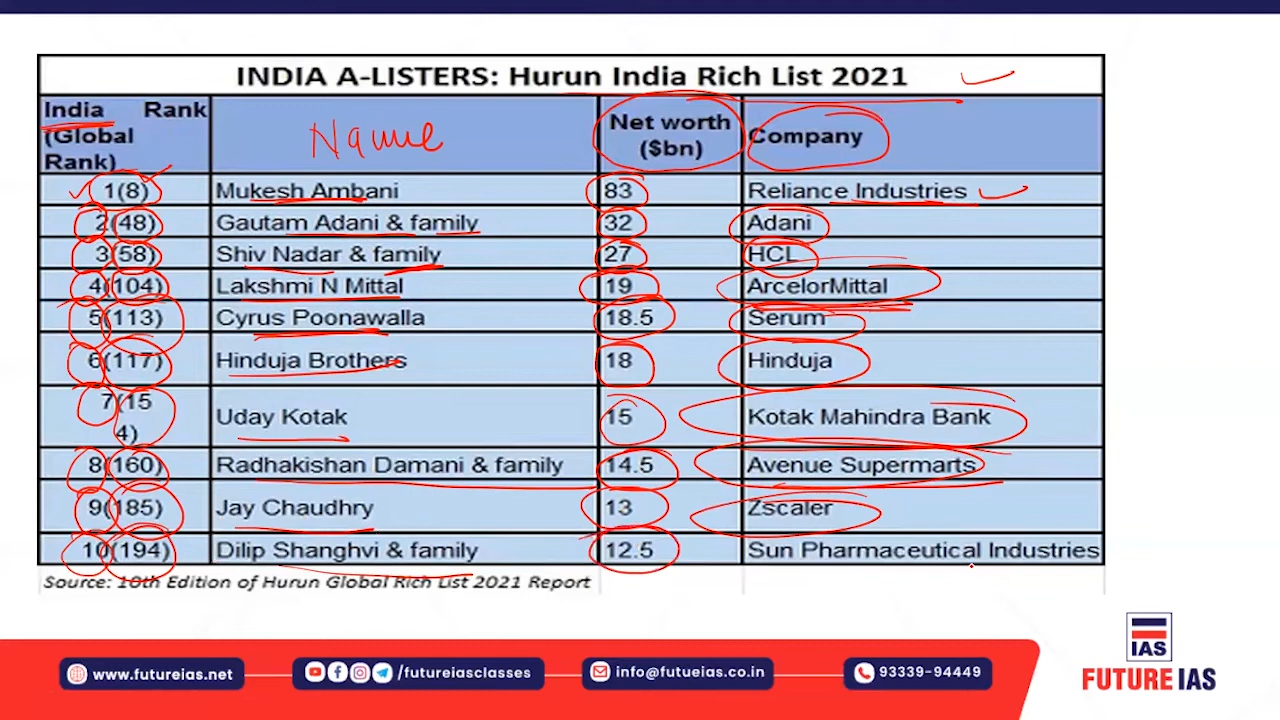 INDIA A-LISTERS: Hurun India Rich List 2021
India Rank (Global Rank) Name Net worth ($bn) Company
1(8) Mukesh Ambani 83 Reliance Industries
2(48) Gautam Adani & family 32 Adani
3(58) Shiv Nadar & family 27 HCL
4(104) Lakshmi N Mittal 19 ArcelorMittal
5(113) Cyrus Poonawalla 18.5 Serum
6(117) Hinduja Brothers 18 Hinduja
7(154) Uday Kotak 15 Kotak Mahindra Bank
8(160) Radhakishan Damani & family 14.5 Avenue Supermarts
9(185) Jay Chaudhry 13 Zscaler
10(194) Dilip Shanghvi & family 12.5 Sun Pharmaceutical Industries
Source: 10th Edition of Hurun Global Rich List 2021 Report
IAS
FUTURE IAS
www.futureias.net /futureiasclasses info@futueias.co.in 93339-94449